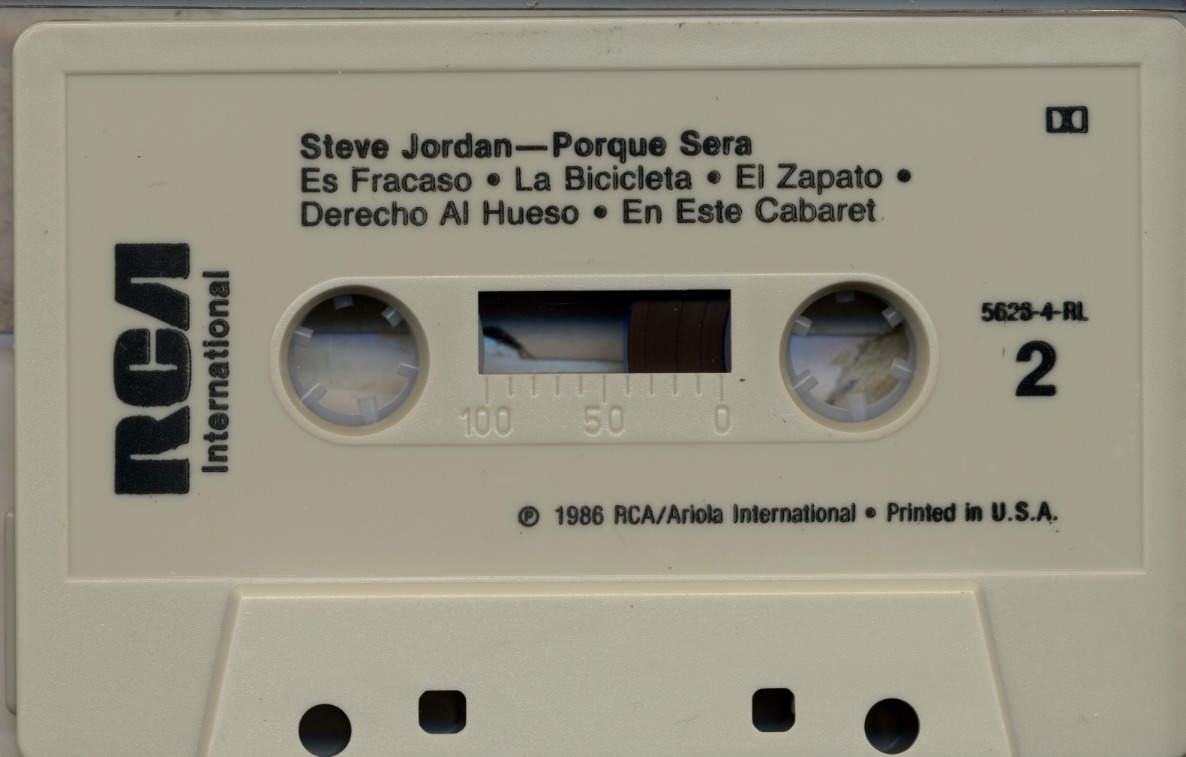 Steve Jordan—Porque Sera
Es Fracaso • La Bicicleta • El Zapato •
Derecho Al Hueso • En Este Cabaret
RCA
International
5623-4-RL
2
100 50 0
℗ 1986 RCA/Ariola International • Printed in U.S.A.